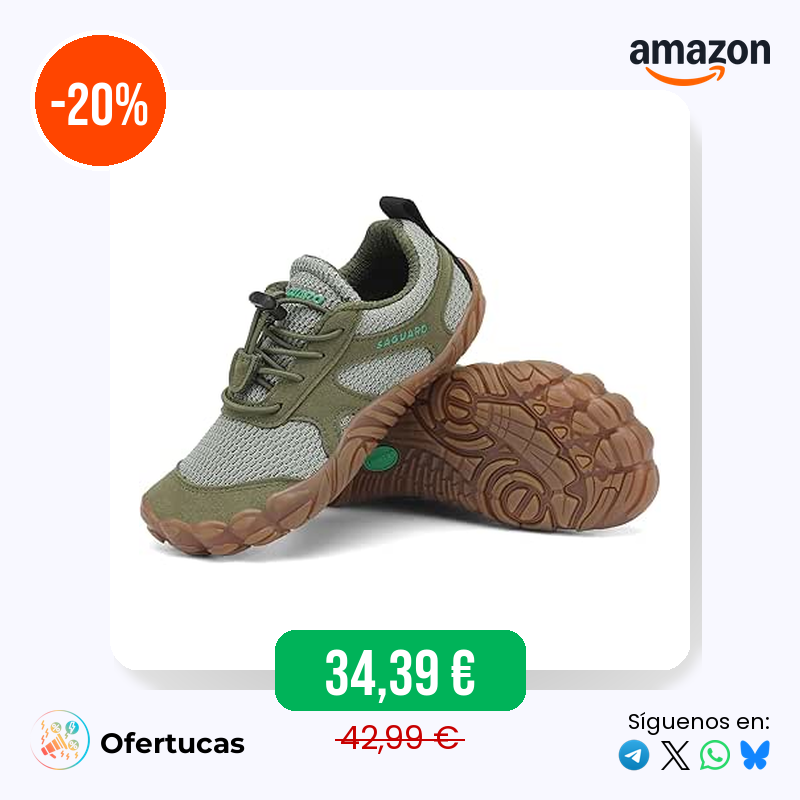 -20%
amazon
SAGUARO
34,39 €
42,99 €
Ofertucas
Síguenos en: